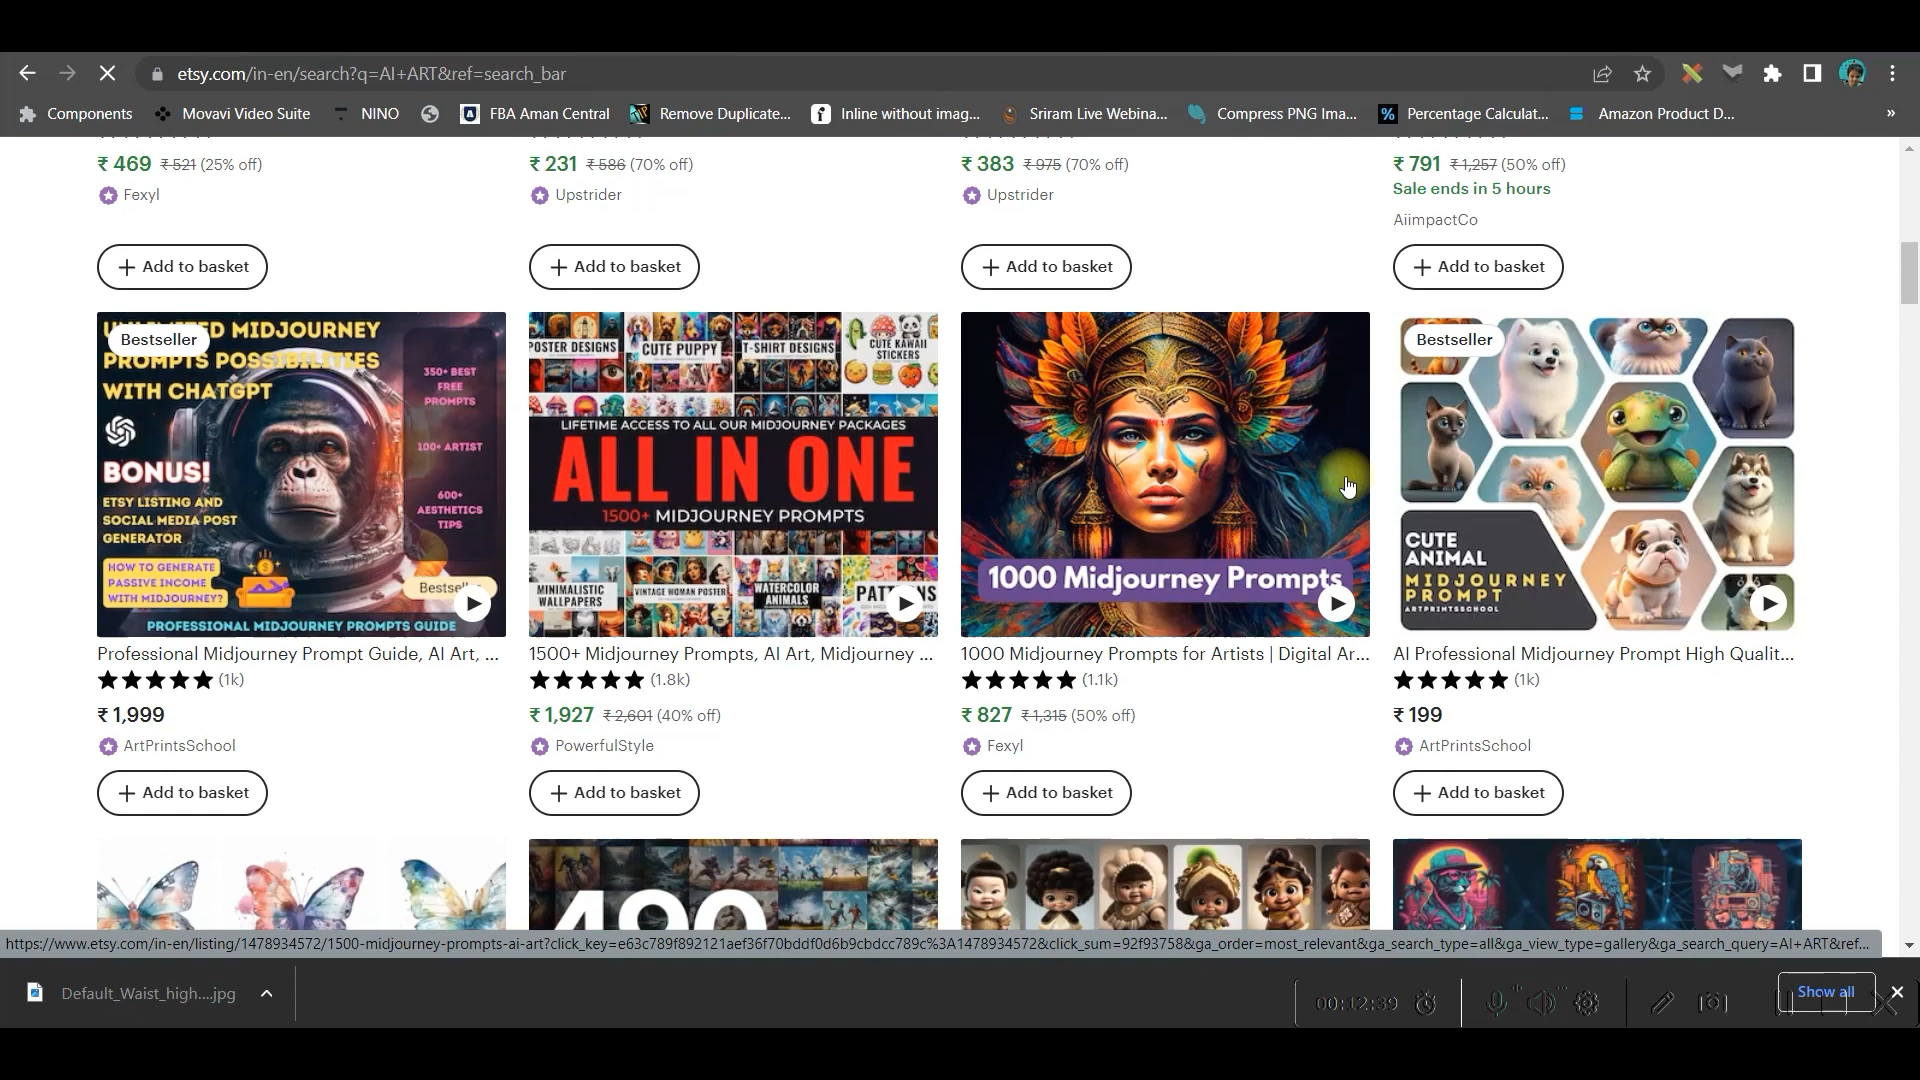 etsy.com/in-en/search?q=AI+ART&ref=search_bar
Components
Movavi Video Suite
NINO
FBA Aman Central
Remove Duplicate...
Inline without imag...
Sriram Live Webina...
Compress PNG Ima...
%
Percentage Calculat...
Amazon Product D...
»
₹ 469 ₹ 521 (25% off)
Fexyl
+ Add to basket
₹ 231 ₹ 586 (70% off)
Upstrider
+ Add to basket
₹ 383 ₹ 975 (70% off)
Upstrider
+ Add to basket
₹ 791 ₹ 1,257 (50% off)
Sale ends in 5 hours
AiimpactCo
+ Add to basket
Bestseller
MIDJOURNEY
PROMPTS POSSIBILITIES
WITH CHATGPT
350+ BEST
FREE
PROMPTS
100+ ARTIST
600+
AESTHETICS
TIPS
BONUS!
ETSY LISTING AND
SOCIAL MEDIA POST
GENERATOR
HOW TO GENERATE
PASSIVE INCOME
WITH MIDJOURNEY?
PROFESSIONAL MIDJOURNEY PROMPTS GUIDE
Professional Midjourney Prompt Guide, AI Art, ...
(1k)
₹ 1,999
ArtPrintsSchool
+ Add to basket
POSTER DESIGNS
CUTE PUPPY
T-SHIRT DESIGNS
CUTE KAWAII
STICKERS
LIFETIME ACCESS TO ALL OUR MIDJOURNEY PACKAGES
ALL IN ONE
1500+ MIDJOURNEY PROMPTS
MINIMALISTIC
WALLPAPERS
VINTAGE WOMAN POSTER
WATERCOLOR
ANIMALS
1500+ Midjourney Prompts, AI Art, Midjourney ...
(1.8k)
₹ 1,927 ₹ 2,601 (40% off)
PowerfulStyle
+ Add to basket
1000 Midjourney Prompts
1000 Midjourney Prompts for Artists | Digital Ar...
(1.1k)
₹ 827 ₹ 1,315 (50% off)
Fexyl
+ Add to basket
Bestseller
CUTE
ANIMAL
MIDJOURNEY
PROMPT
ARTPRINTSSCHOOL
AI Professional Midjourney Prompt High Qualit...
(1k)
₹ 199
ArtPrintsSchool
+ Add to basket
490
https://www.etsy.com/in-en/listing/1478934572/1500-midjourney-prompts-ai-art?click_key=e63c789f892121aef36f70bddf0d6b9cbdcc789c%3A1478934572&click_sum=92f93758&ga_order=most_relevant&ga_search_type=all&ga_view_type=gallery&ga_search_query=AI+ART&ref...
Default_Waist_high....jpg
00:12:39
Show all